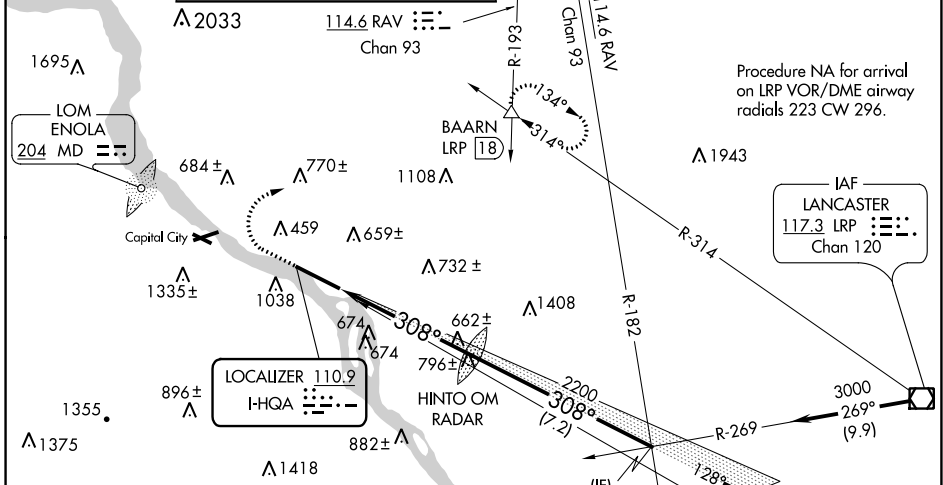 2033
114.6 RAV
Chan 93
R-193
114.6 RAV
Chan 93
1695
Procedure NA for arrival
on LRP VOR/DME airway
radials 223 CW 296.
LOM
ENOLA
204 MD
134°
314°
BAARN
LRP 18
684±
770±
1108
1943
IAF
LANCASTER
117.3 LRP
Chan 120
R-314
Capital City
459
659±
732 ±
1335±
1038
1408
R-182
674
674
308°
662±
796±
LOCALIZER 110.9
I-HQA
HINTO OM
RADAR
2200
308°
(7.2)
3000
269°
(9.9)
R-269
896±
1355
1375
882±
1418
128°
(IF)